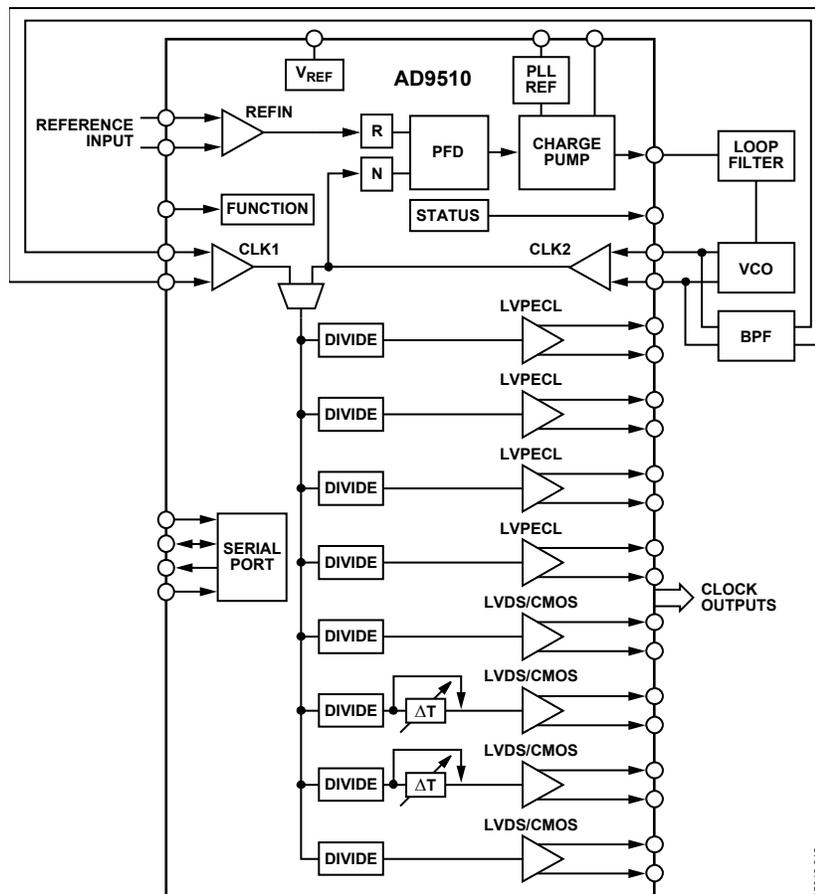 VREF
AD9510
PLL
REF
REFERENCE
INPUT
REFIN
R
PFD
CHARGE
PUMP
LOOP
FILTER
N
FUNCTION
STATUS
CLK1
CLK2
VCO
BPF
LVPECL
DIVIDE
LVPECL
DIVIDE
LVPECL
DIVIDE
LVPECL
DIVIDE
SERIAL
PORT
CLOCK
OUTPUTS
LVDS/CMOS
DIVIDE
LVDS/CMOS
DIVIDE
ΔT
LVDS/CMOS
DIVIDE
ΔT
LVDS/CMOS
DIVIDE